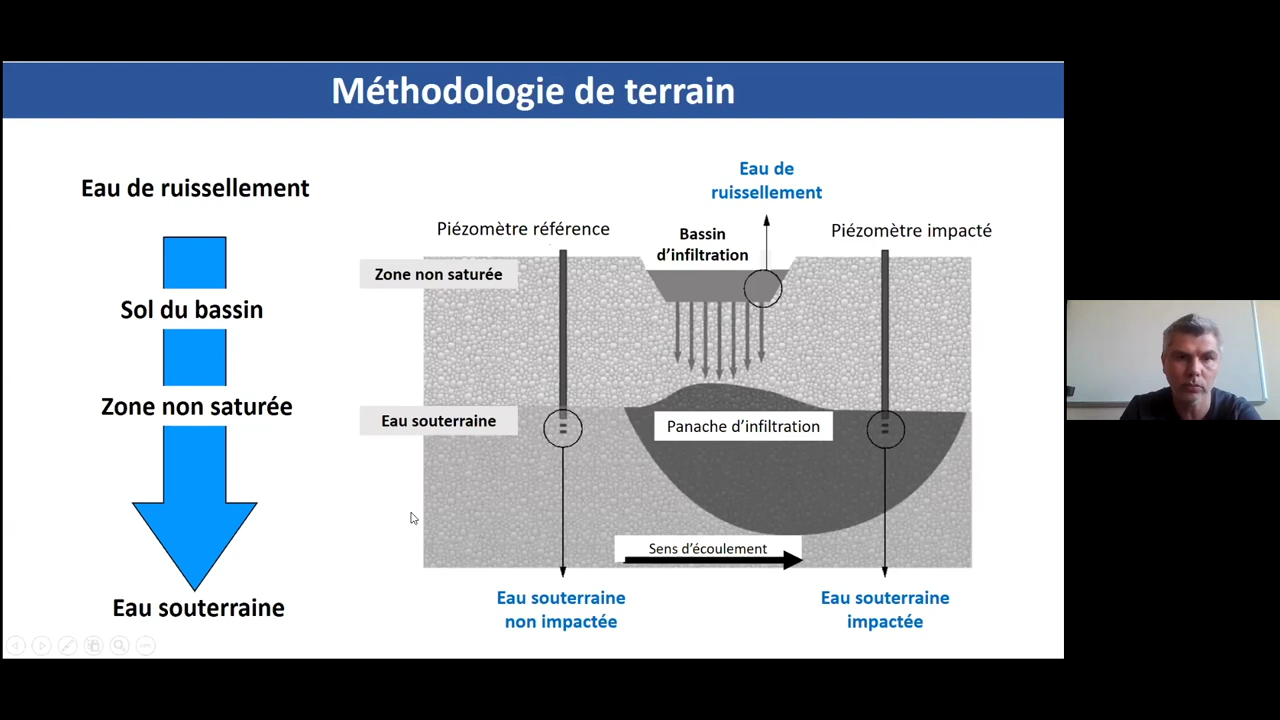 Méthodologie de terrain
Eau de ruissellement
Sol du bassin
Zone non saturée
Eau souterraine
Eau de
ruissellement
Piézomètre référence
Bassin
d'infiltration
Piézomètre impacté
Zone non saturée
Eau souterraine
Panache d'infiltration
Sens d'écoulement
Eau souterraine
non impactée
Eau souterraine
impactée